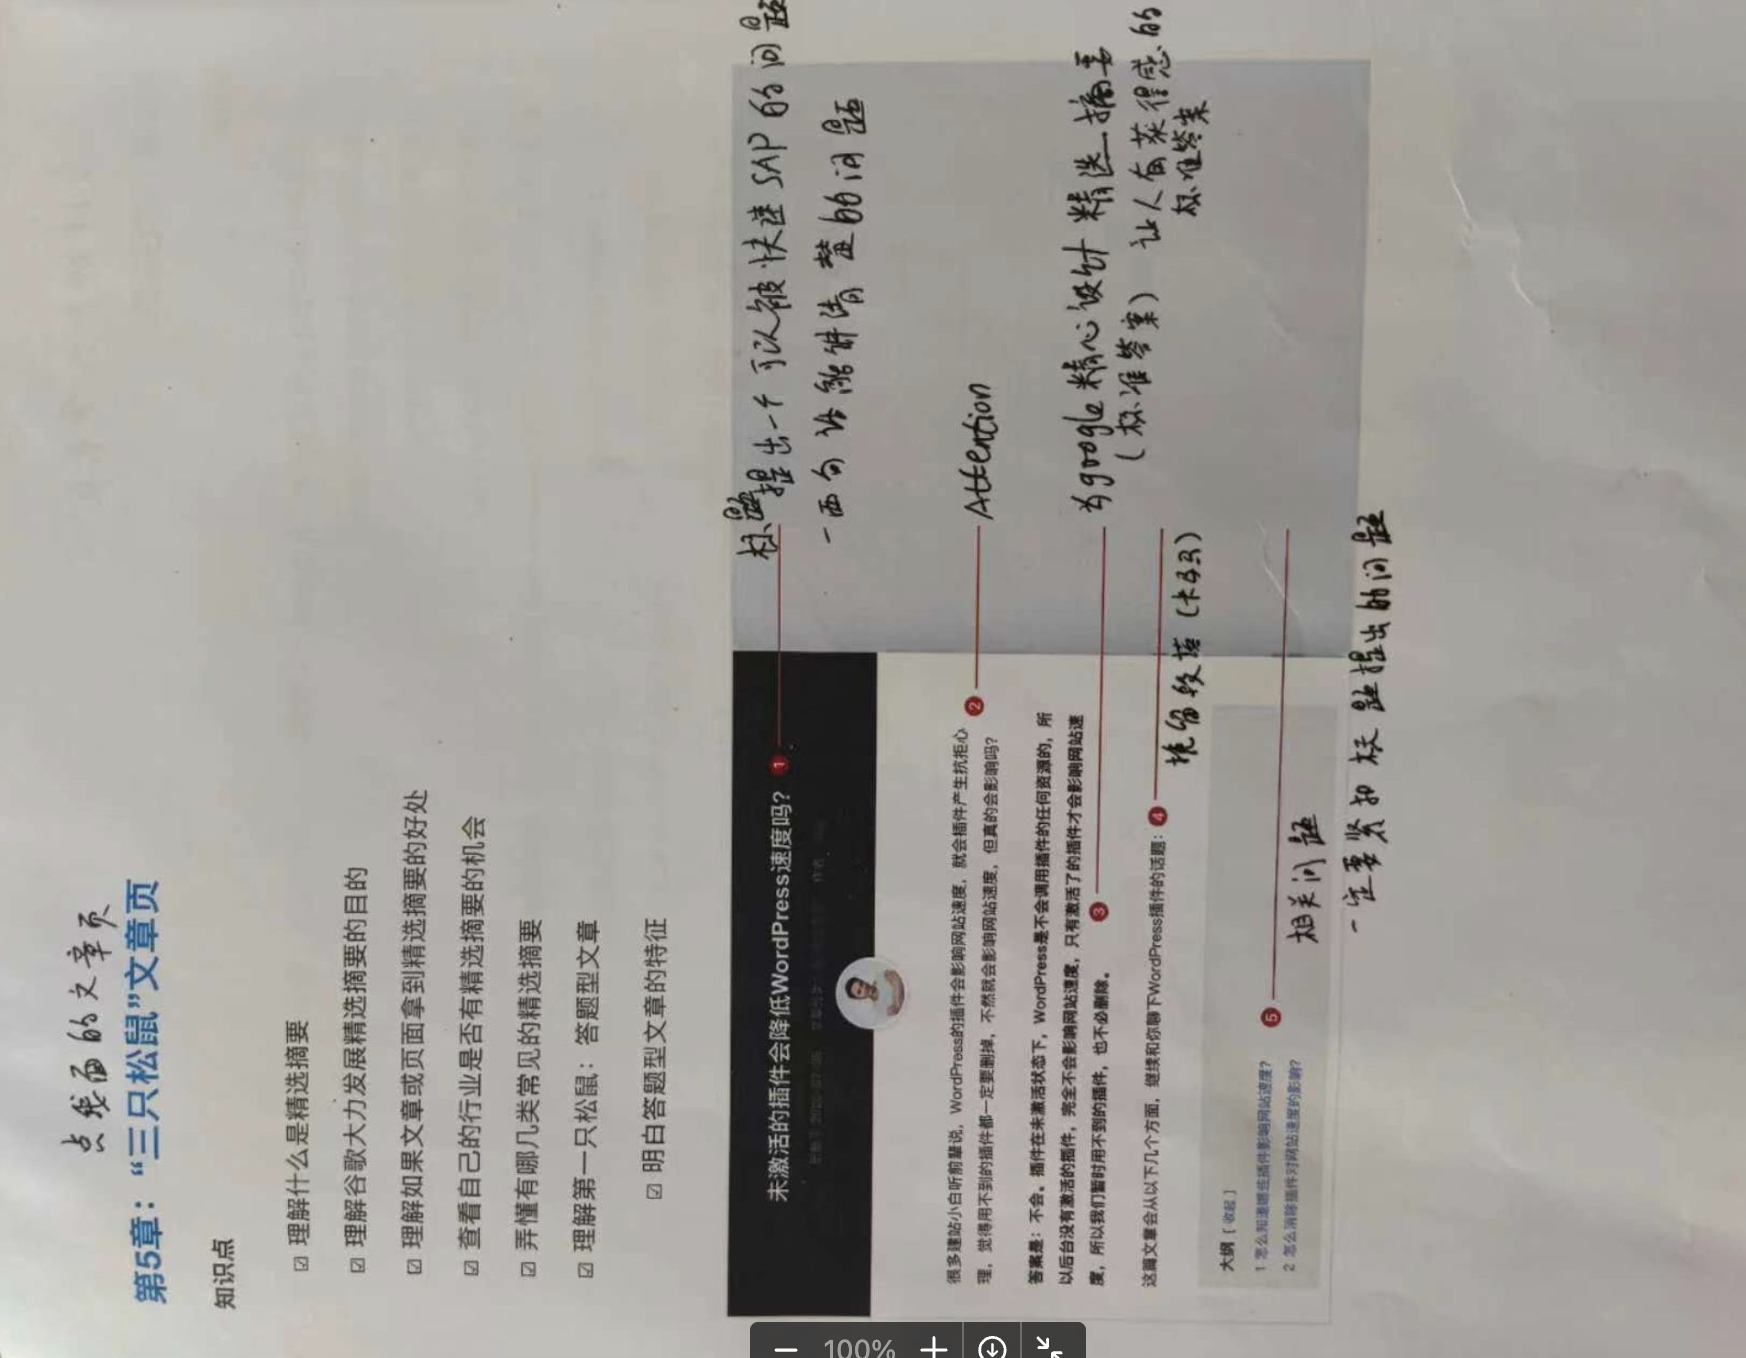 点线面的文章页
第5章：“三只松鼠”文章页
知识点
☑ 理解什么是精选摘要
☑ 理解谷歌大力发展精选摘要的目的
☑ 理解如果文章或页面拿到精选摘要的好处
☑ 查看自己的行业是否有精选摘要的机会
☑ 弄懂有哪几类常见的精选摘要
☑ 理解第一只松鼠：答题型文章
☑ 明白答题型文章的特征
未激活的插件会降低WordPress速度吗？ 1
标题 提出一个可以被快速SAP的问题
一两句话能讲清楚的问题
很多建站小白听前辈说，WordPress的插件会影响网站速度，就会插件产生抗拒心
理，觉得用不到的插件都一定要删掉，不然就会影响网站速度，但真的会影响吗？
2 Attention
答案是：不会。插件在未激活状态下，WordPress是不会调用插件的任何资源的，所
以后台没有激活的插件，完全不会影响网站速度，只有激活了的插件才会影响网站速
度，所以我们暂时用不到的插件，也不必删除。
3 为google精心设计精选摘要
（标准答案） 让人有获得感的
标准答案
这篇文章会从以下几个方面，继续和你聊下WordPress插件的话题： 4
挽留段落
大纲 [ 收起 ]
1 怎么知道哪些插件影响网站速度？
2 怎么消除插件对网站速度的影响？
5 相关问题
一定要紧扣标题提出的问题
100%